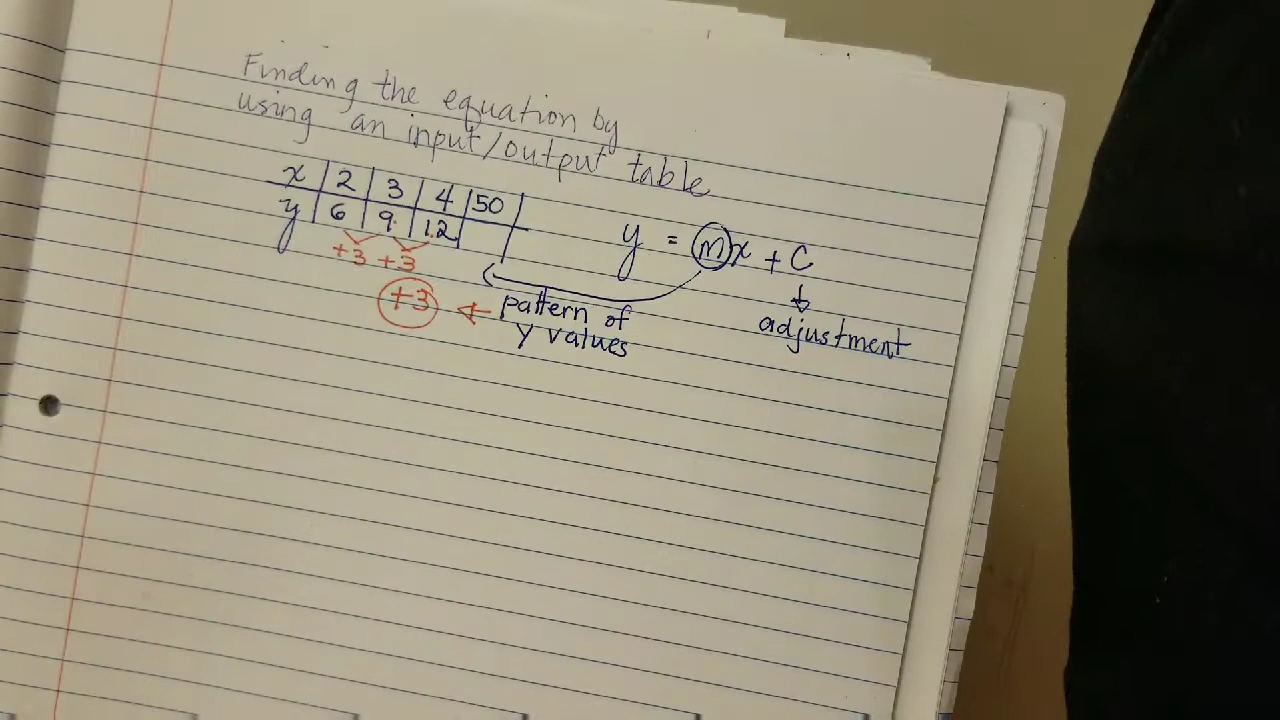 Finding the equation by
using an input/output table
x 2 3 4 50
y 6 9 12
+3 +3
y = mx + c
+3 pattern of
y values
adjustment